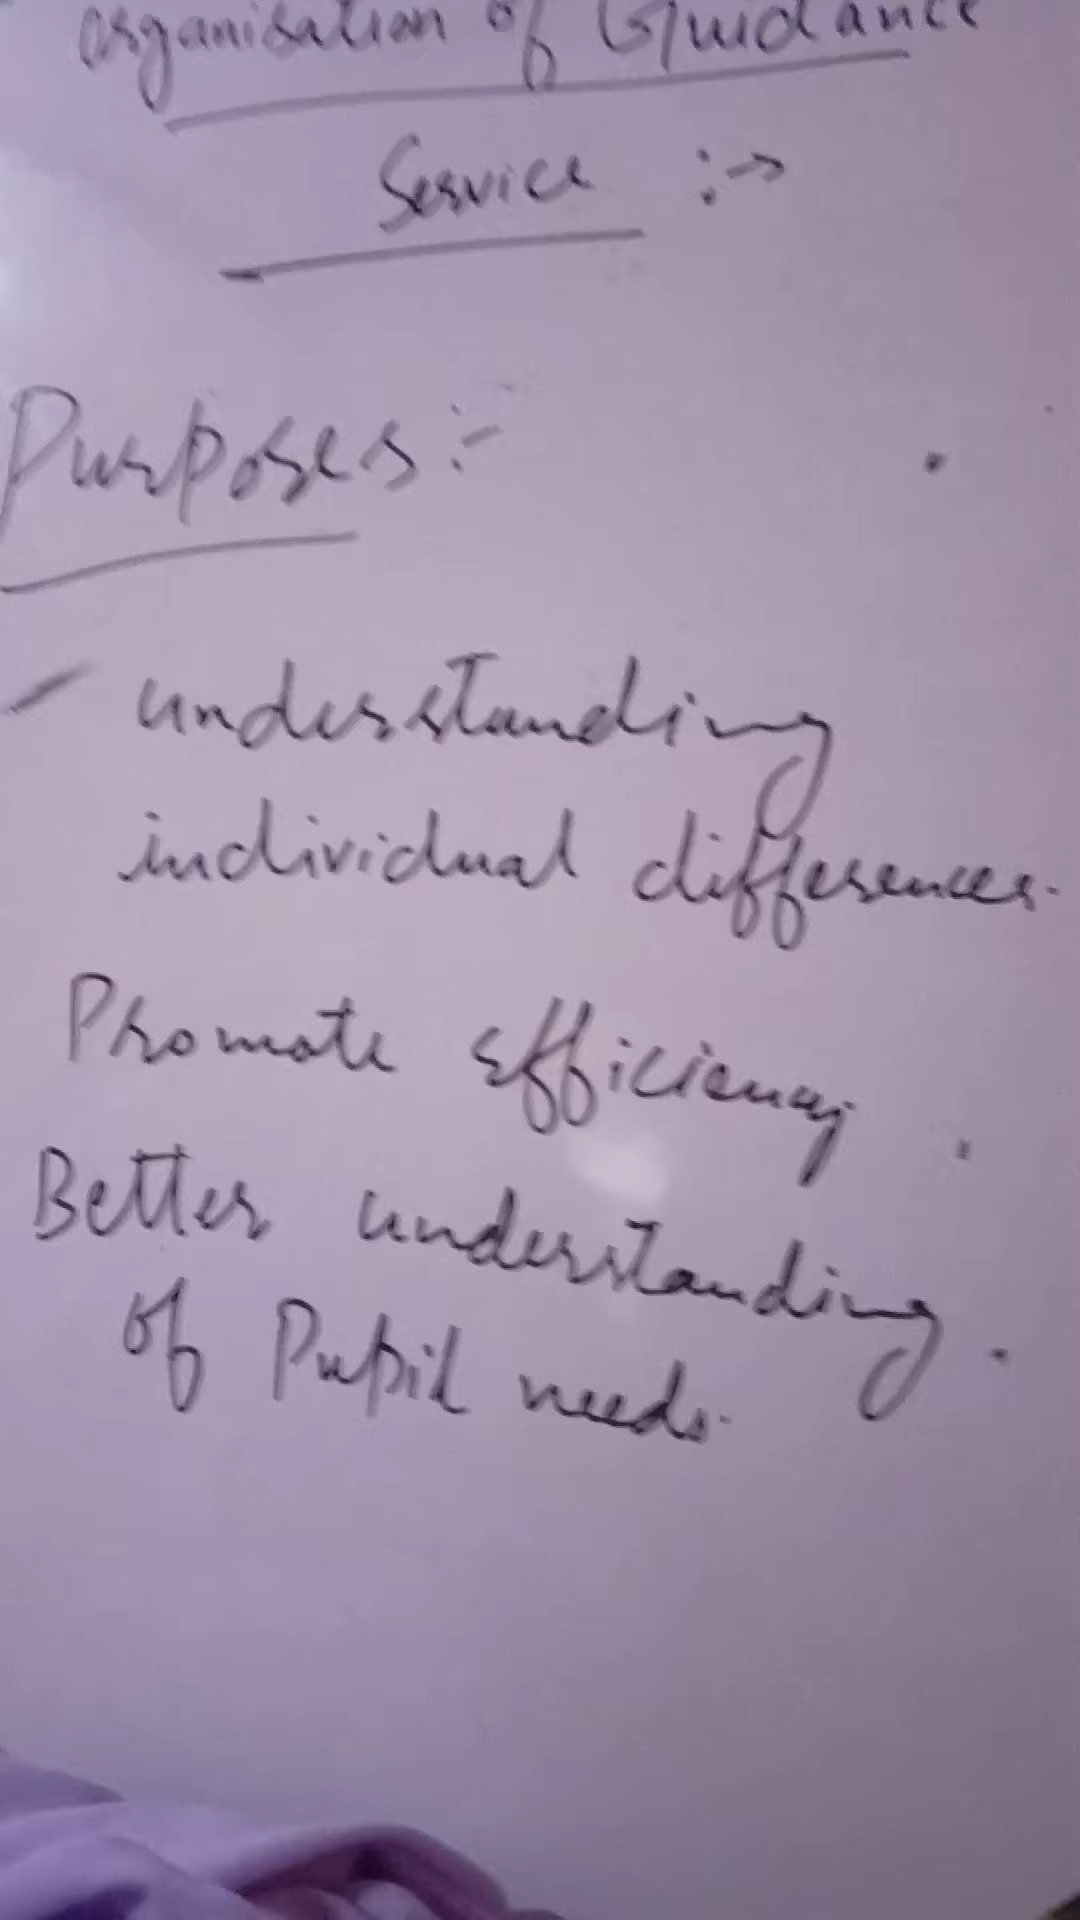 Organisation of Guidance
Service :→
Purposes :-
understanding
individual differences.
Promote efficiency.
Better understanding
of Pupil needs.